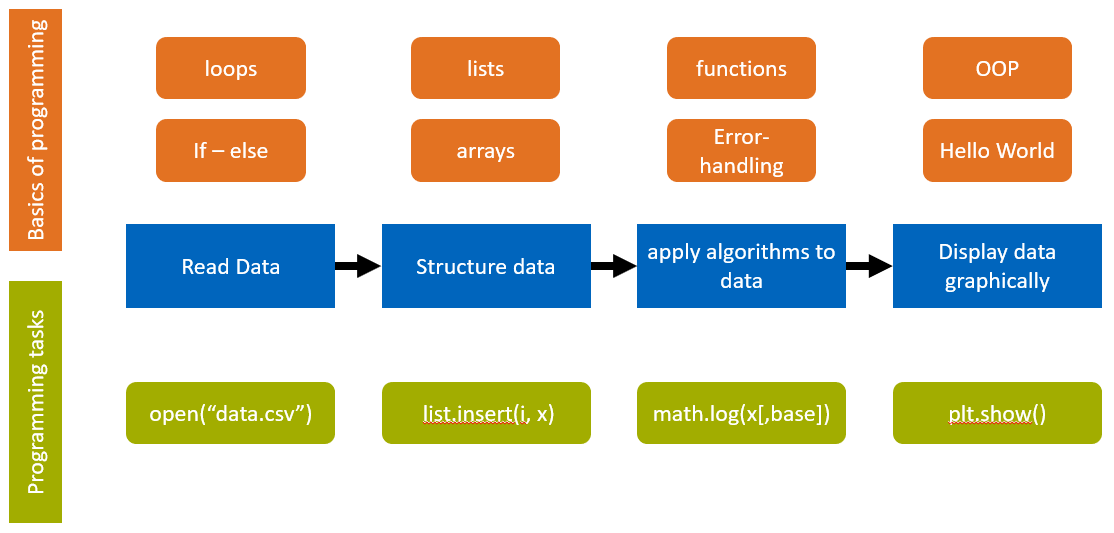 Basics of programming
loops
lists
functions
OOP
If – else
arrays
Error-
handling
Hello World
Read Data
Structure data
apply algorithms to
data
Display data
graphically
Programming tasks
open(“data.csv”)
list.insert(i, x)
math.log(x[,base])
plt.show()